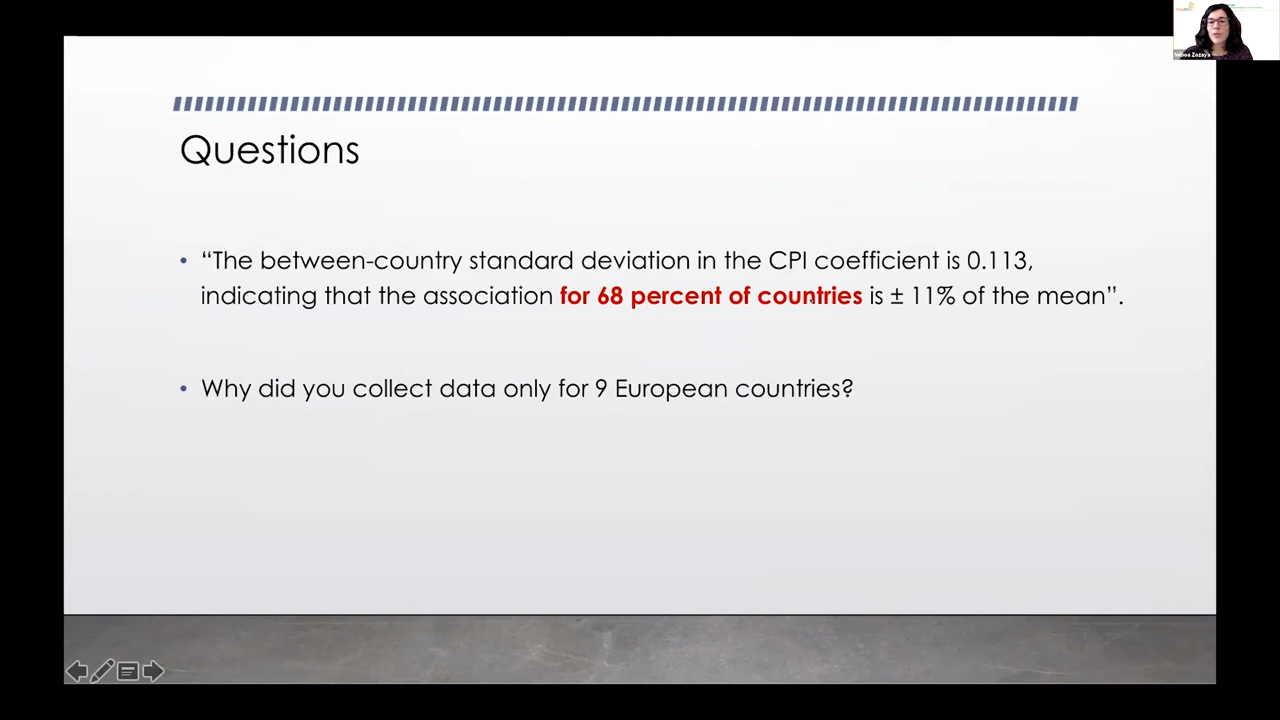 Questions
• “The between-country standard deviation in the CPI coefficient is 0.113,
indicating that the association for 68 percent of countries is ± 11% of the mean”.
• Why did you collect data only for 9 European countries?
Zozaya